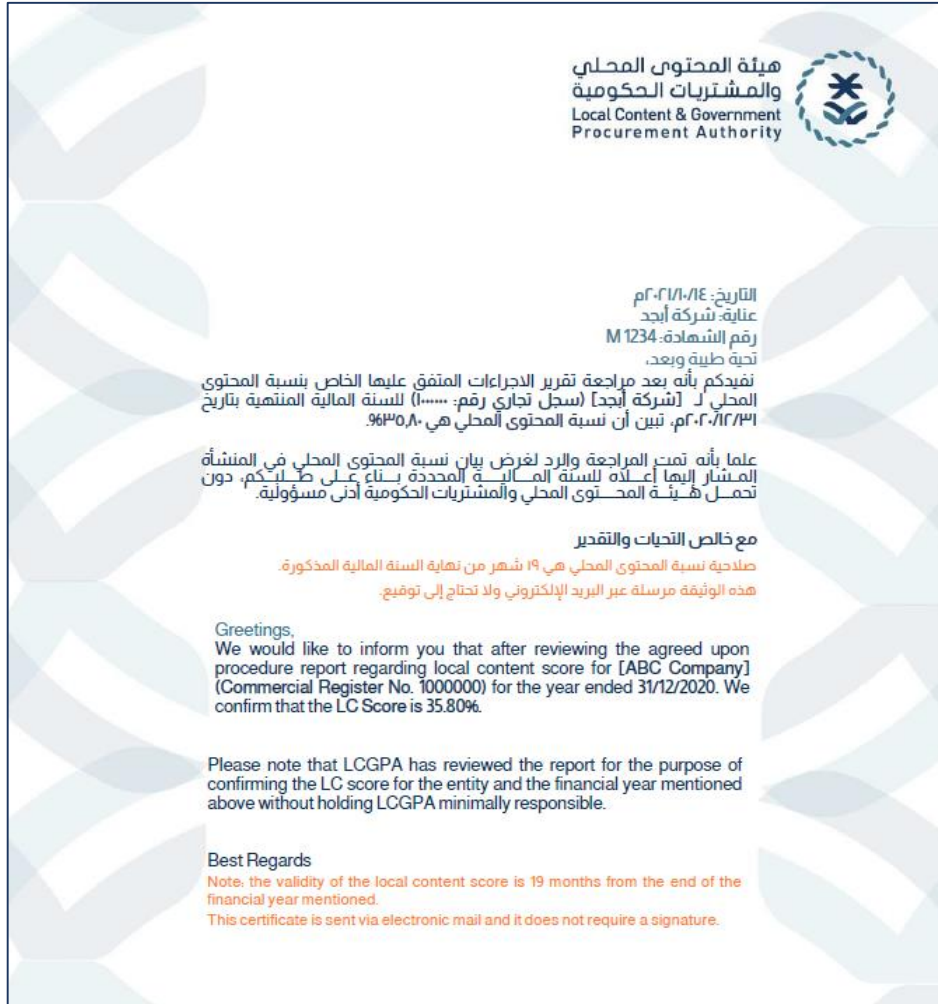 هيئة المحتوى المحلي
والمشتريات الحكومية
Local Content & Government
Procurement Authority
التاريخ: ٢٠٢١/١٠/١٤م
عناية: شركة أبجد
رقم الشهادة: M 1234
تحية طيبة وبعد،
نفيدكم بأنه بعد مراجعة تقرير الاجراءات المتفق عليها الخاص بنسبة المحتوى
المحلي لـ [شركة أبجد] (سجل تجاري رقم: ١٠٠٠٠٠٠) للسنة المالية المنتهية بتاريخ
٢٠٢٠/١٢/٣١م، تبين أن نسبة المحتوى المحلي هي ٣٥,٨٠%.
علما بأنه تمت المراجعة والرد لغرض بيان نسبة المحتوى المحلي في المنشأة
المشار إليها أعلاه للسنة المالية المحددة بناء على طلبكم، دون
تحمل هيئة المحتوى المحلي والمشتريات الحكومية أدنى مسؤولية.
مع خالص التحيات والتقدير
صلاحية نسبة المحتوى المحلي هي ١٩ شهر من نهاية السنة المالية المذكورة.
هذه الوثيقة مرسلة عبر البريد الإلكتروني ولا تحتاج إلى توقيع.
Greetings,
We would like to inform you that after reviewing the agreed upon
procedure report regarding local content score for [ABC Company]
(Commercial Register No. 1000000) for the year ended 31/12/2020. We
confirm that the LC Score is 35.80%.
Please note that LCGPA has reviewed the report for the purpose of
confirming the LC score for the entity and the financial year mentioned
above without holding LCGPA minimally responsible.
Best Regards
Note: the validity of the local content score is 19 months from the end of the
financial year mentioned.
This certificate is sent via electronic mail and it does not require a signature.